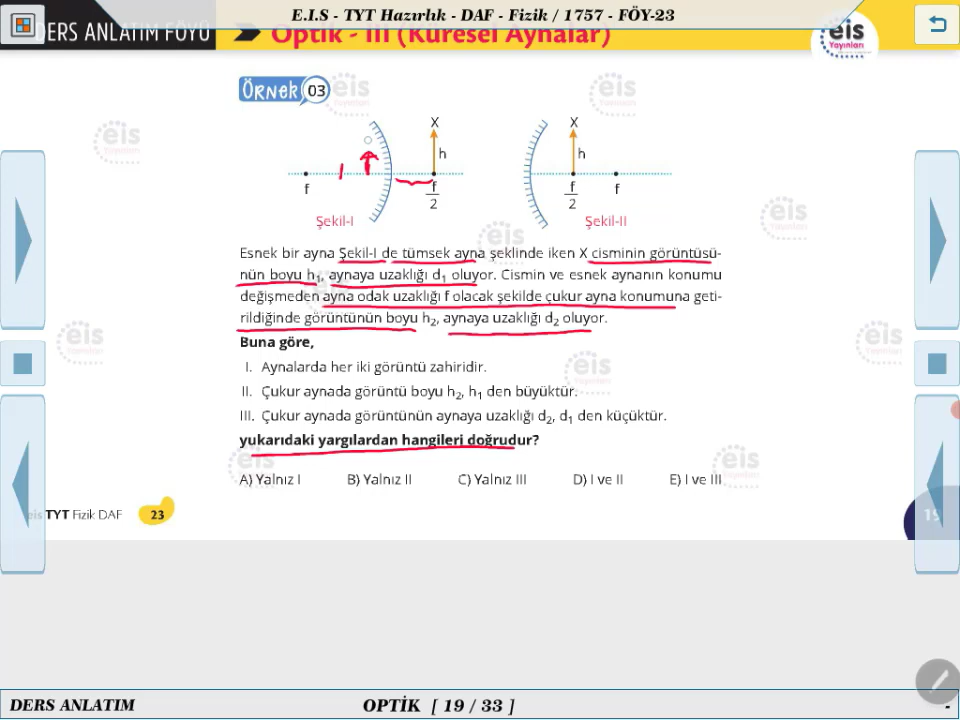 E.I.S - TYT Hazırlık - DAF - Fizik / 1757 - FÖY-23
DERS ANLATIM FÖYÜ
Optik - III (Küresel Aynalar)
eis
Yayınları
ÖRNEK 03
X
h
f
f
2
Şekil-I
X
h
f
2
f
Şekil-II
Esnek bir ayna Şekil-I de tümsek ayna şeklinde iken X cisminin görüntüsü-
nün boyu h₁, aynaya uzaklığı d₁ oluyor. Cismin ve esnek aynanın konumu
değişmeden ayna odak uzaklığı f olacak şekilde çukur ayna konumuna geti-
rildiğinde görüntünün boyu h₂, aynaya uzaklığı d₂ oluyor.
Buna göre,
I. Aynalarda her iki görüntü zahiridir.
II. Çukur aynada görüntü boyu h₂, h₁ den büyüktür.
III. Çukur aynada görüntünün aynaya uzaklığı d₂, d₁ den küçüktür.
yukarıdaki yargılardan hangileri doğrudur?
A) Yalnız I B) Yalnız II C) Yalnız III D) I ve II E) I ve III
eis TYT Fizik DAF 23
19
DERS ANLATIM OPTİK [ 19 / 33 ] -